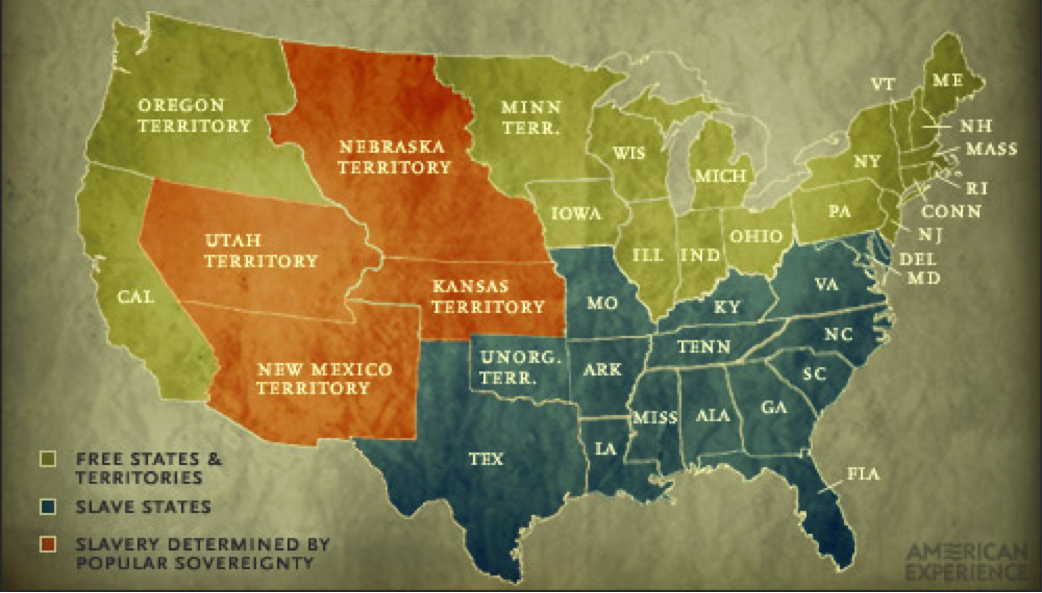 OREGON
TERRITORY
NEBRASKA
TERRITORY
MINN
TERR.
VT
ME
NH
MASS
WIS
MICH
NY
RI
CONN
NJ
IOWA
PA
UTAH
TERRITORY
ILL
IND
OHIO
DEL
MD
CAL
KANSAS
TERRITORY
MO
KY
VA
UNORG.
TERR.
TENN
NC
NEW MEXICO
TERRITORY
ARK
SC
MISS
ALA
GA
TEX
LA
FLA
FREE STATES &
TERRITORIES
SLAVE STATES
SLAVERY DETERMINED BY
POPULAR SOVEREIGNTY
AMERICAN
EXPERIENCE